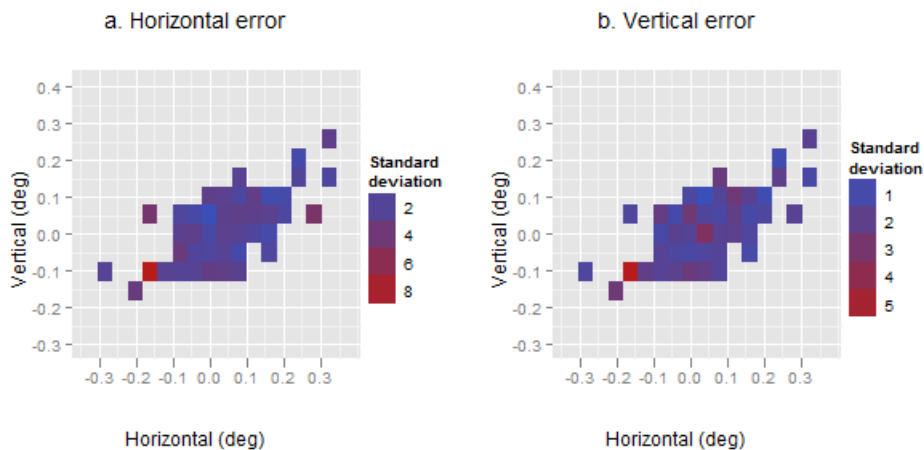 a. Horizontal error
0.4
0.3
0.2
0.1
0.0
-0.1
-0.2
-0.3
Vertical (deg)
-0.3 -0.2 -0.1 0.0 0.1 0.2 0.3
Horizontal (deg)
Standard
deviation
2
4
6
8
b. Vertical error
0.4
0.3
0.2
0.1
0.0
-0.1
-0.2
-0.3
Vertical (deg)
-0.3 -0.2 -0.1 0.0 0.1 0.2 0.3
Horizontal (deg)
Standard
deviation
1
2
3
4
5